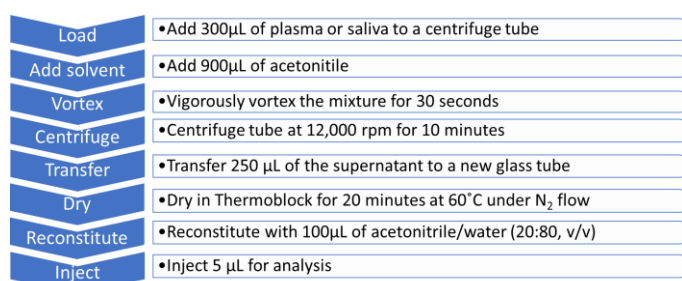 Load
•Add 300µL of plasma or saliva to a centrifuge tube
Add solvent
•Add 900µL of acetonitile
Vortex
•Vigorously vortex the mixture for 30 seconds
Centrifuge
•Centrifuge tube at 12,000 rpm for 10 minutes
Transfer
•Transfer 250 µL of the supernatant to a new glass tube
Dry
•Dry in Thermoblock for 20 minutes at 60˚C under N₂ flow
Reconstitute
•Reconstitute with 100µL of acetonitrile/water (20:80, v/v)
Inject
•Inject 5 µL for analysis